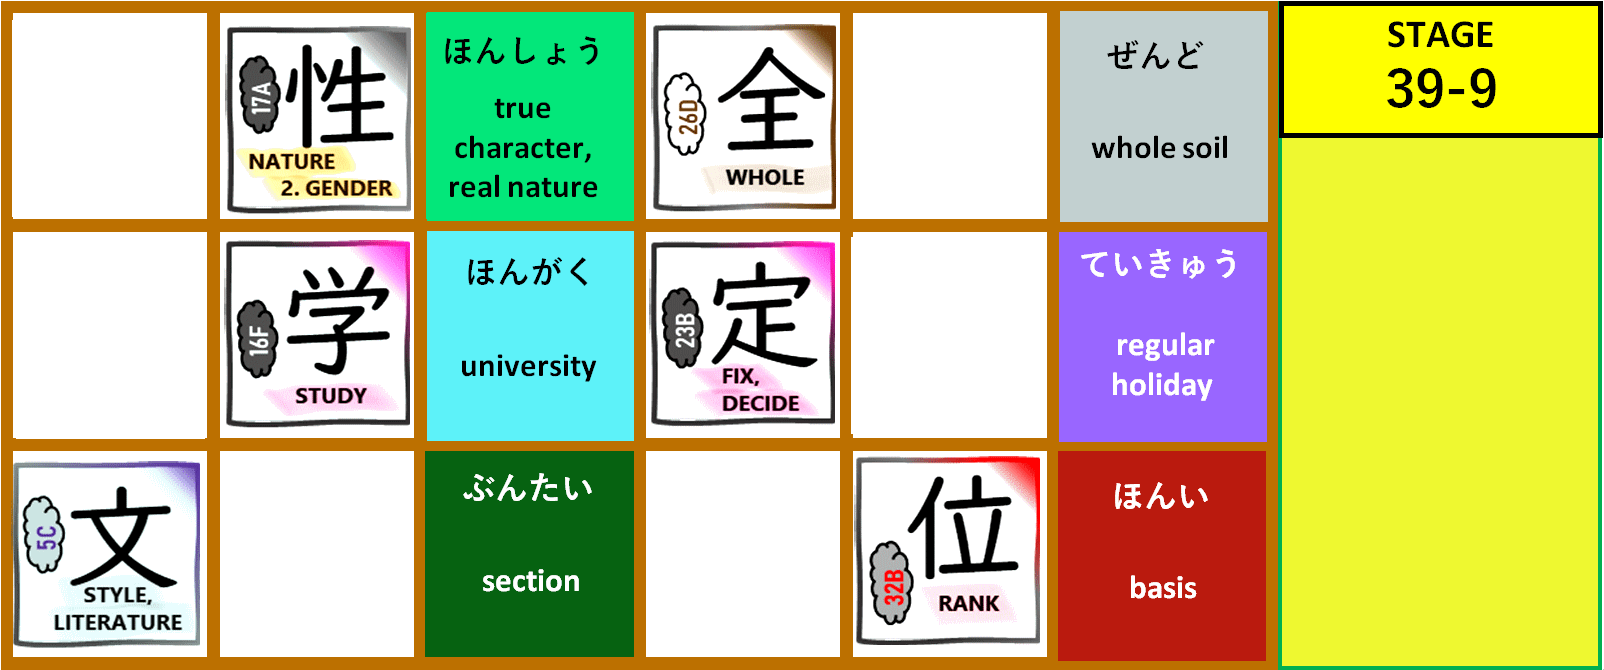 17A
性
NATURE
2. GENDER
ほんしょう
true
character,
real nature
26D
全
WHOLE
ぜんど
whole soil
STAGE
39-9
16F
学
STUDY
ほんがく
university
23B
定
FIX,
DECIDE
ていきゅう
regular
holiday
5C
文
STYLE,
LITERATURE
ぶんたい
section
32B
位
RANK
ほんい
basis